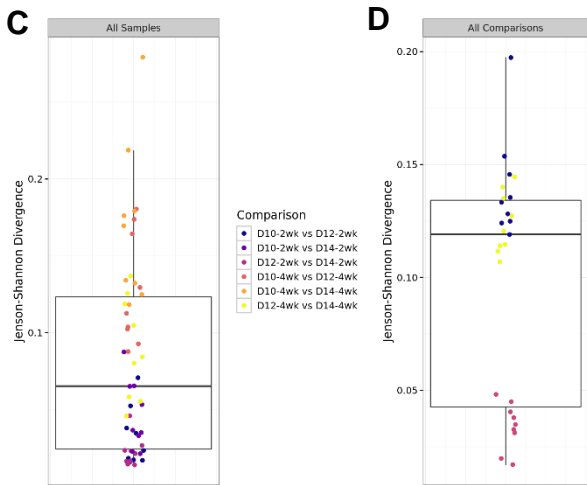 C
All Samples
Jenson-Shannon Divergence
0.2
0.1
Comparison
D10-2wk vs D12-2wk
D10-2wk vs D14-2wk
D12-2wk vs D14-2wk
D10-4wk vs D12-4wk
D10-4wk vs D14-4wk
D12-4wk vs D14-4wk
D
All Comparisons
Jenson-Shannon Divergence
0.20
0.15
0.10
0.05